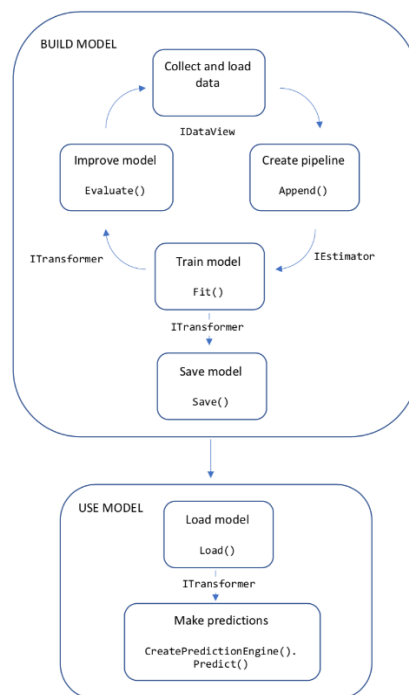 BUILD MODEL
Collect and load
data
IDataView
Improve model
Evaluate()
Create pipeline
Append()
ITransformer
IEstimator
Train model
Fit()
ITransformer
Save model
Save()
USE MODEL
Load model
Load()
ITransformer
Make predictions
CreatePredictionEngine().
Predict()